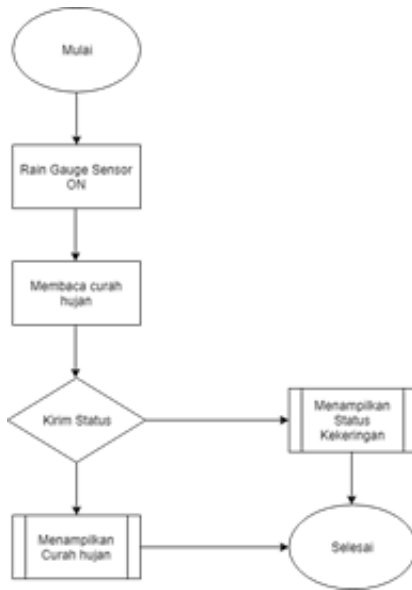 Mulai
Rain Gauge Sensor
ON
Membaca curah
hujan
Kirim Status
Menampilkan
Status
Kekeringan
Menampilkan
Curah hujan
Selesai